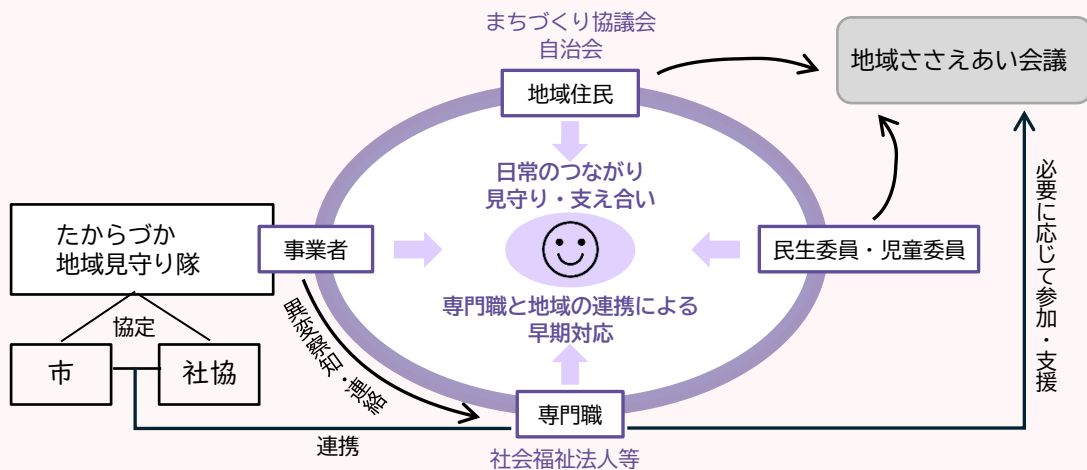 まちづくり協議会
自治会
地域住民
地域ささえあい会議
日常のつながり
見守り・支え合い
たからづか
地域見守り隊
事業者
民生委員・児童委員
必要に応じて参加・支援
専門職と地域の連携による
早期対応
異変察知・連絡
協定
市
社協
専門職
連携
社会福祉法人等